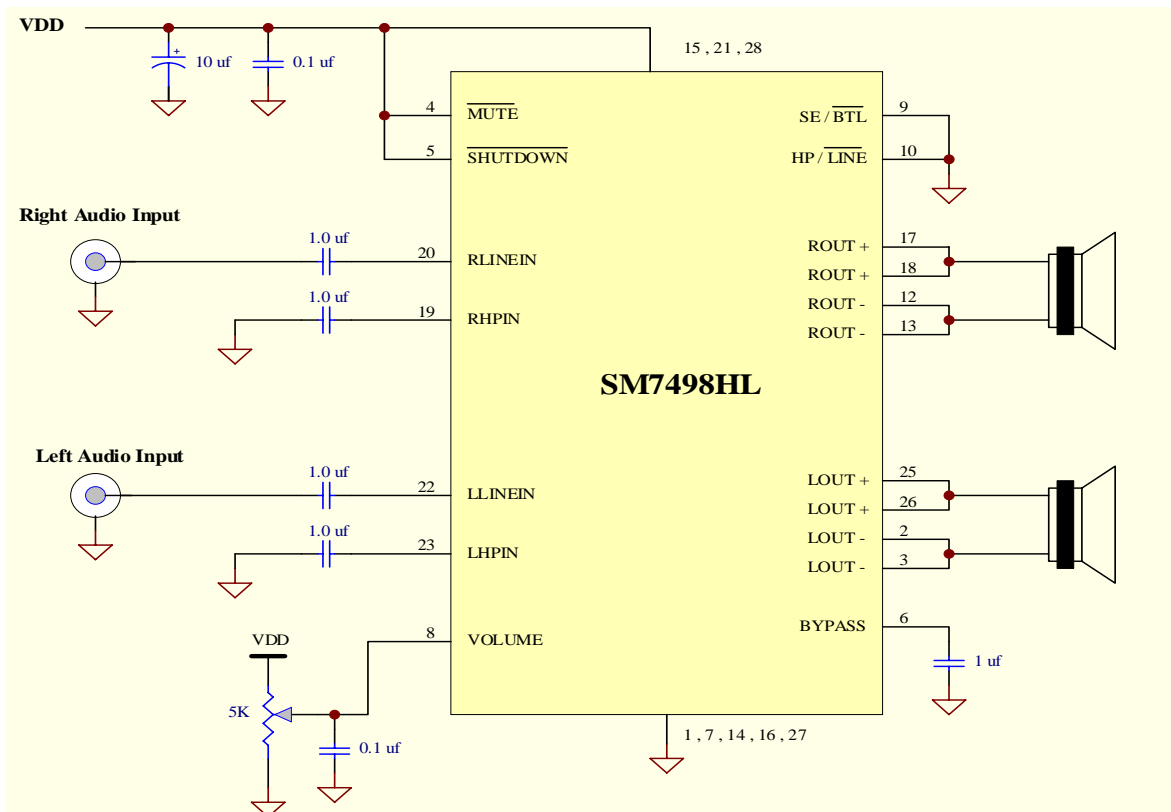 VDD
10 uf
0.1 uf
15 , 21 , 28
4
MUTE
5
SHUTDOWN
SE / BTL
9
HP / LINE
10
Right Audio Input
1.0 uf
20
RLINEIN
1.0 uf
19
RHPIN
ROUT +
17
ROUT +
18
ROUT -
12
ROUT -
13
SM7498HL
Left Audio Input
1.0 uf
22
LLINEIN
1.0 uf
23
LHPIN
LOUT +
25
LOUT +
26
LOUT -
2
LOUT -
3
VDD
8
VOLUME
BYPASS
6
1 uf
5K
0.1 uf
1 , 7 , 14 , 16 , 27